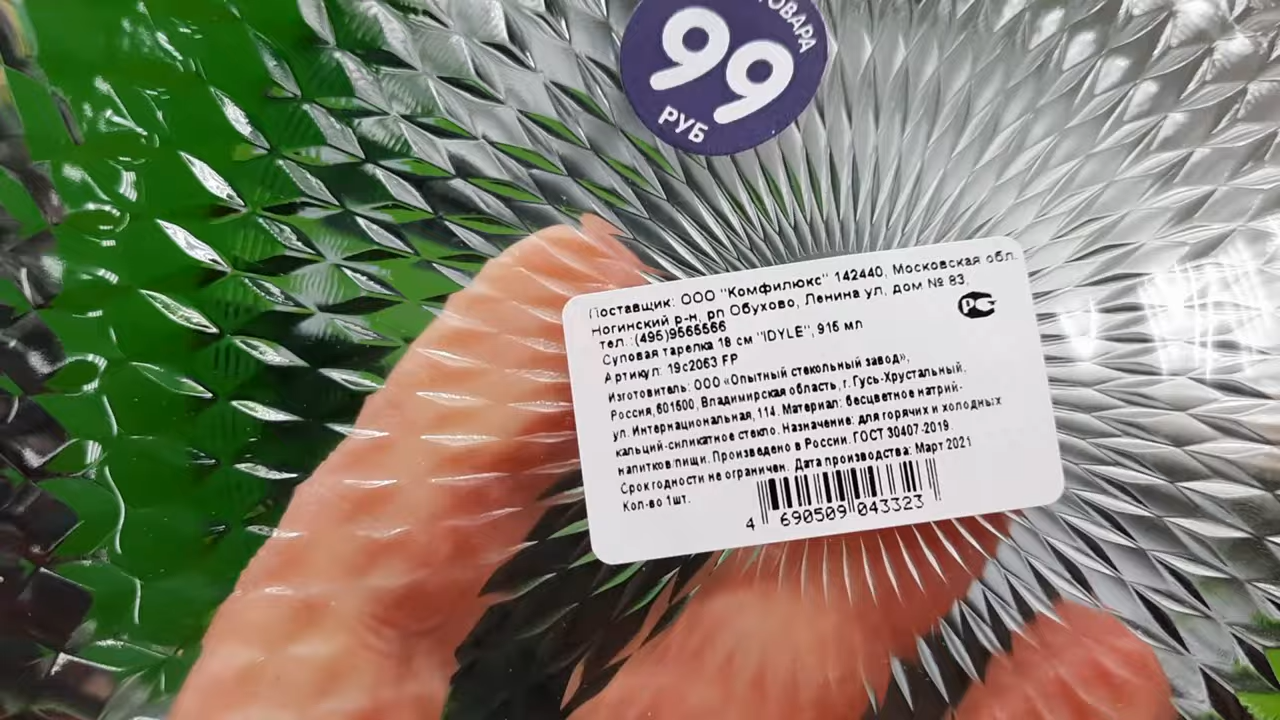 ТОВАРА
99
РУБ
Поставщик: ООО "Комфилюкс" 142440, Московская обл.
Ногинский р-н, рп Обухово, Ленина ул, дом № 83,
тел.:(495)9565566
Суповая тарелка 18 см "IDYLE", 915 мл
Артикул: 19с2063 FP
Изготовитель: ООО «Опытный стекольный завод»,
Россия, 601500, Владимирская область, г. Гусь-Хрустальный,
ул. Интернациональная, 114. Материал: бесцветное натрий-
кальций-силикатное стекло. Назначение: для горячих и холодных
напитков/пищи. Произведено в России. ГОСТ 30407-2019.
Срок годности не ограничен. Дата производства: Март 2021
Кол-во 1шт.
4 690509 043323